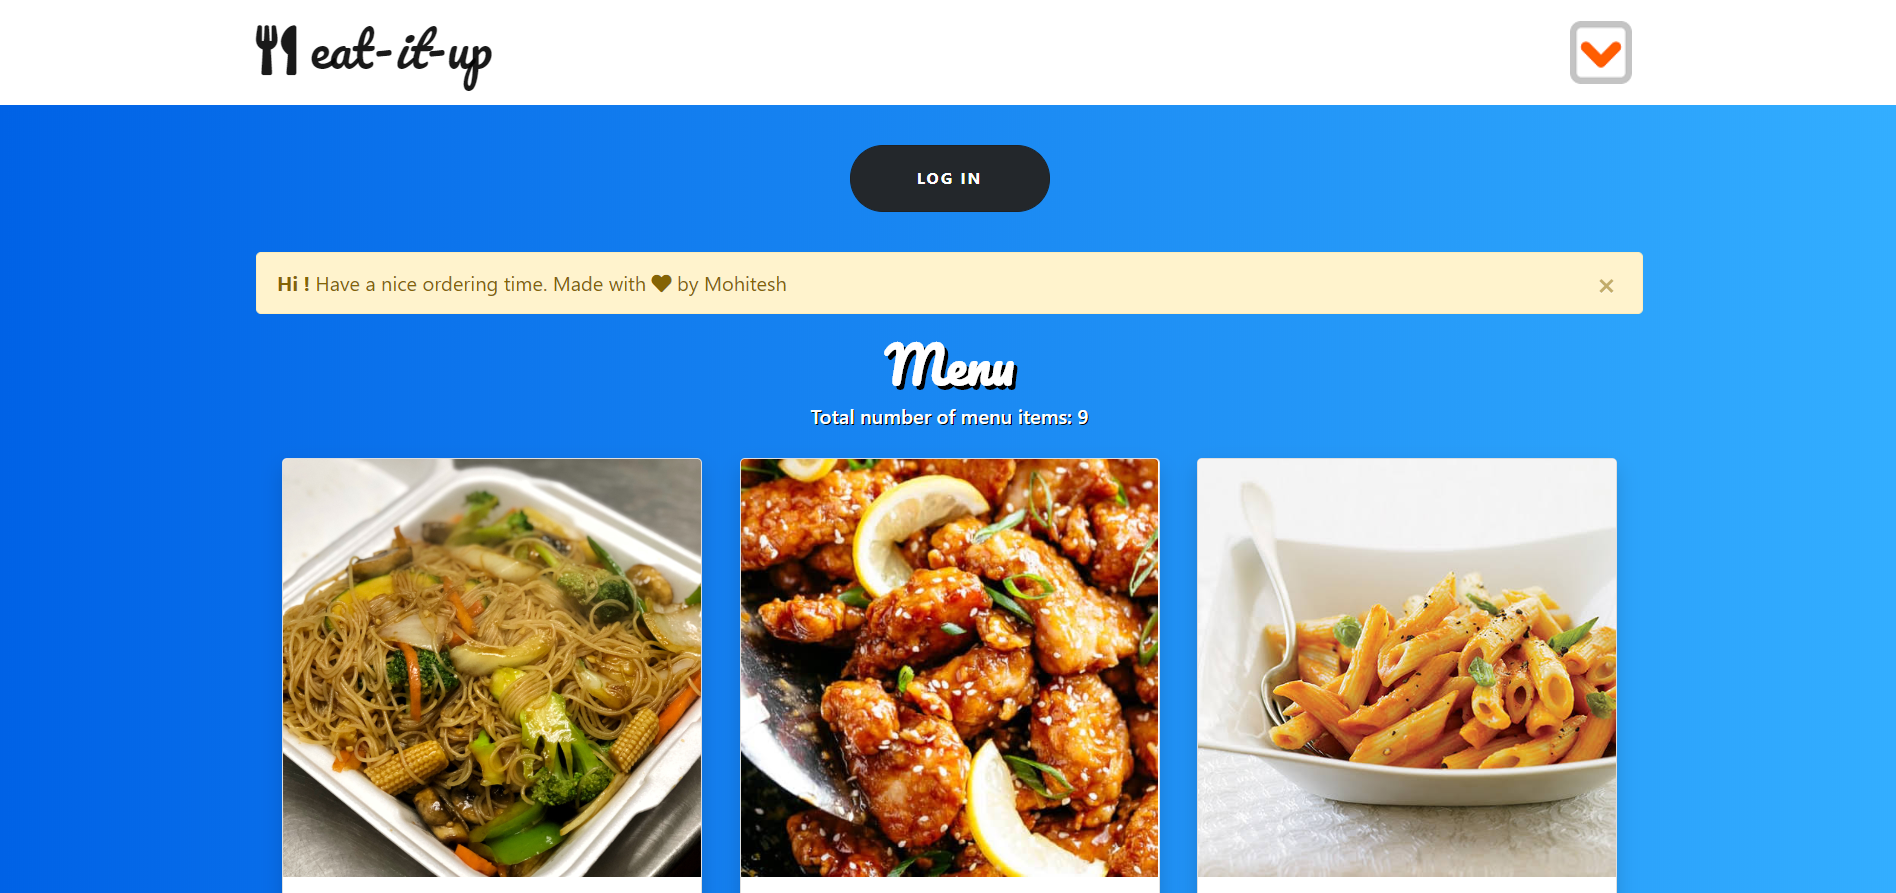 eat-it-up
LOG IN
Hi ! Have a nice ordering time. Made with ♥ by Mohitesh
×
Menu
Total number of menu items: 9